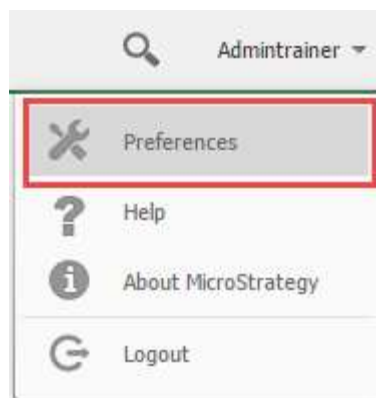 Admintrainer
Preferences
Help
About MicroStrategy
Logout